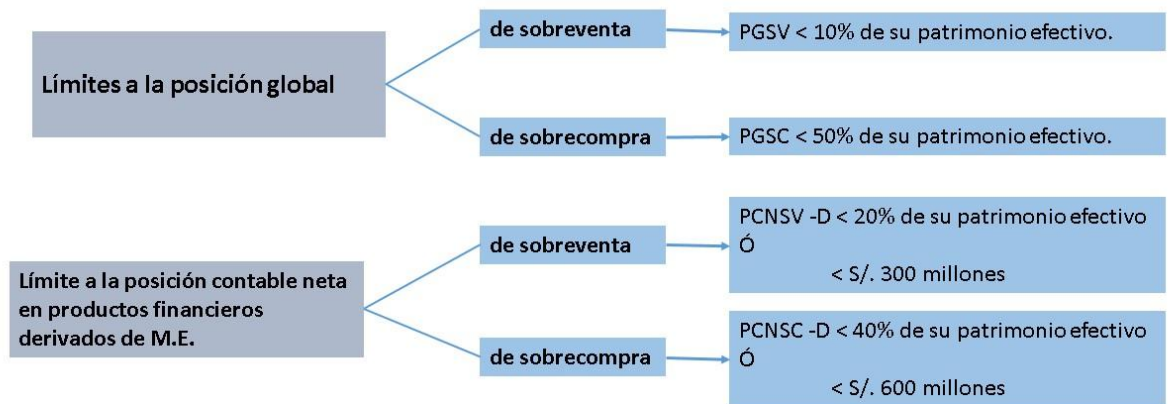 Límites a la posición global
de sobreventa
PGSV < 10% de su patrimonio efectivo.
de sobrecompra
PGSC < 50% de su patrimonio efectivo.
Límite a la posición contable neta
en productos financieros
derivados de M.E.
de sobreventa
PCNSV -D < 20% de su patrimonio efectivo
Ó
< S/. 300 millones
de sobrecompra
PCNSC -D < 40% de su patrimonio efectivo
Ó
< S/. 600 millones